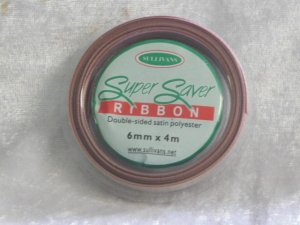 SULLIVANS
Super Saver
RIBBON
Double-sided satin polyester
6mm x 4m
www.sullivans.net